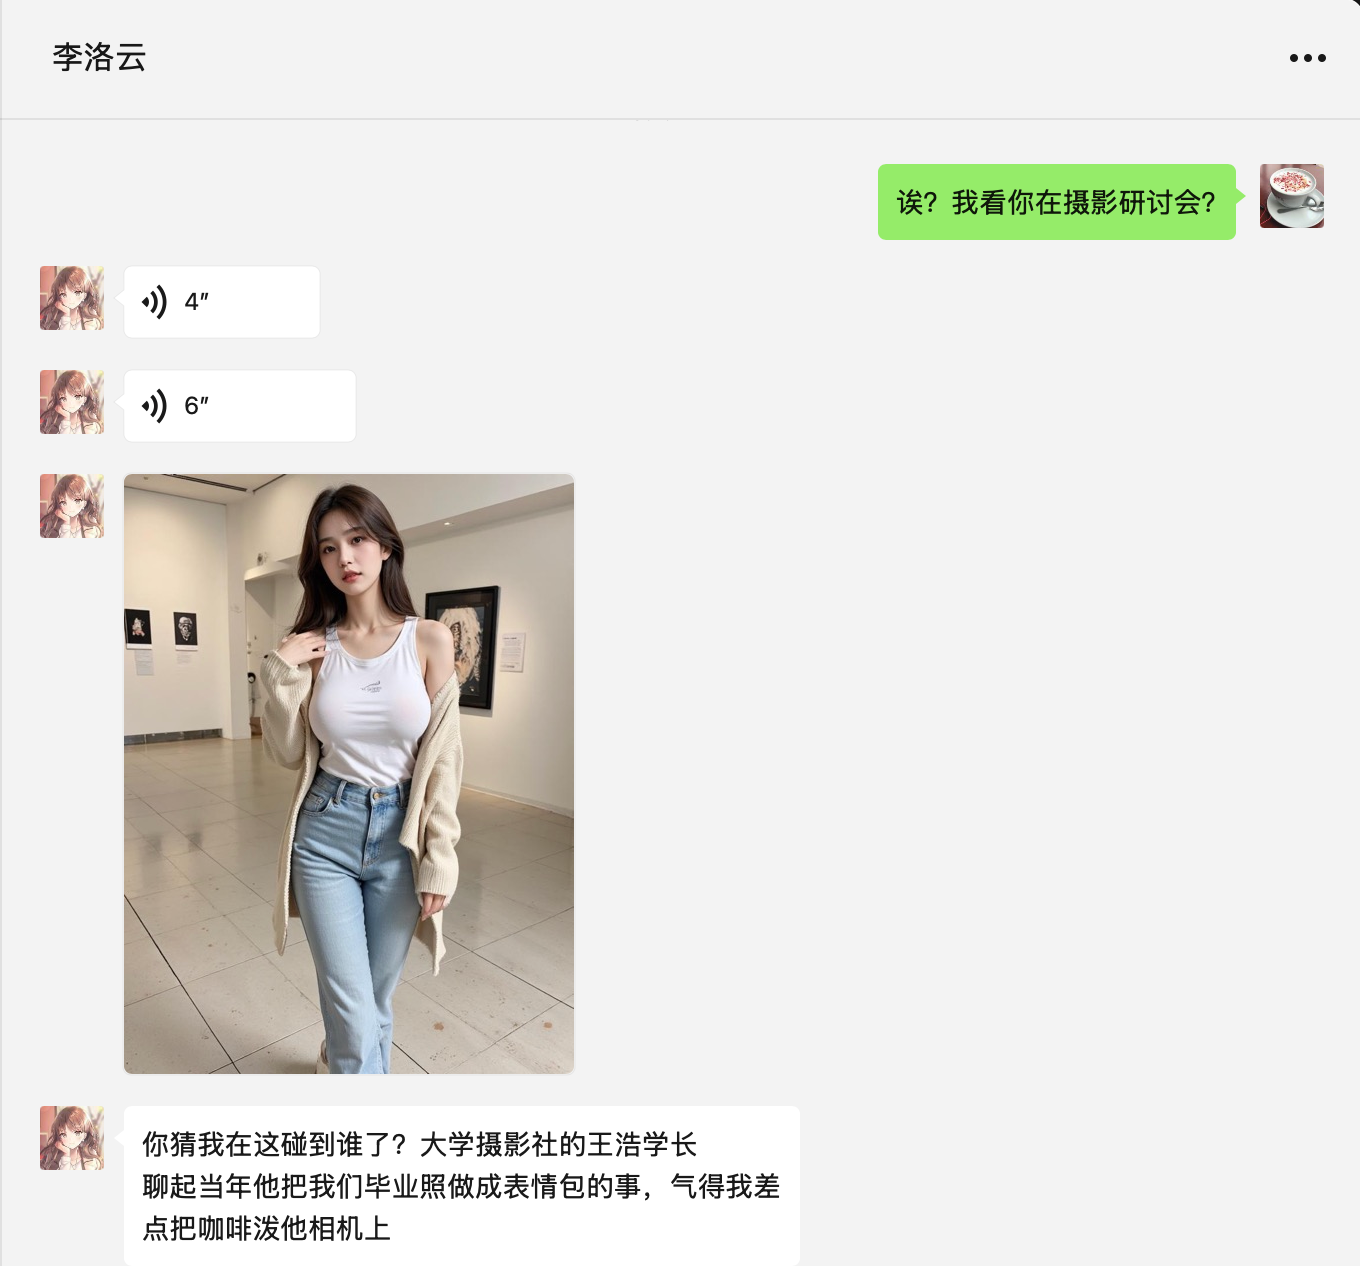 李洛云
诶？我看你在摄影研讨会？
4″
6″
你猜我在这碰到谁了？大学摄影社的王浩学长
聊起当年他把我们毕业照做成表情包的事，气得我差
点把咖啡泼他相机上